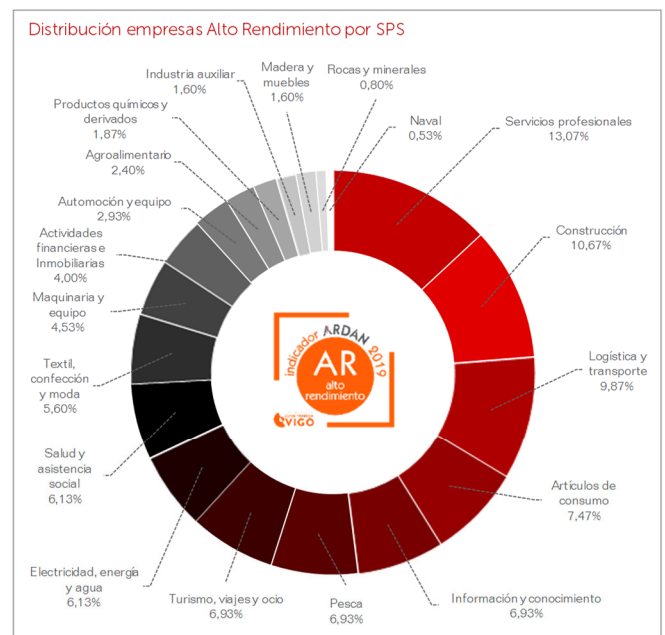 Distribución empresas Alto Rendimiento por SPS
Servicios profesionales
13,07%
Construcción
10,67%
Logística y
transporte
9,87%
Artículos de
consumo
7,47%
Información y conocimiento
6,93%
Pesca
6,93%
Turismo, viajes y ocio
6,93%
Electricidad, energía
y agua
6,13%
Salud y
asistencia
social
6,13%
Textil,
confección
y moda
5,60%
Maquinaria y
equipo
4,53%
Actividades
financieras e
Inmobiliarias
4,00%
Automoción y equipo
2,93%
Agroalimentario
2,40%
Productos químicos y
derivados
1,87%
Industria auxiliar
1,60%
Madera y
muebles
1,60%
Rocas y minerales
0,80%
Naval
0,53%
indicador ARDAN 2019
AR
alto
rendimiento
VIGO